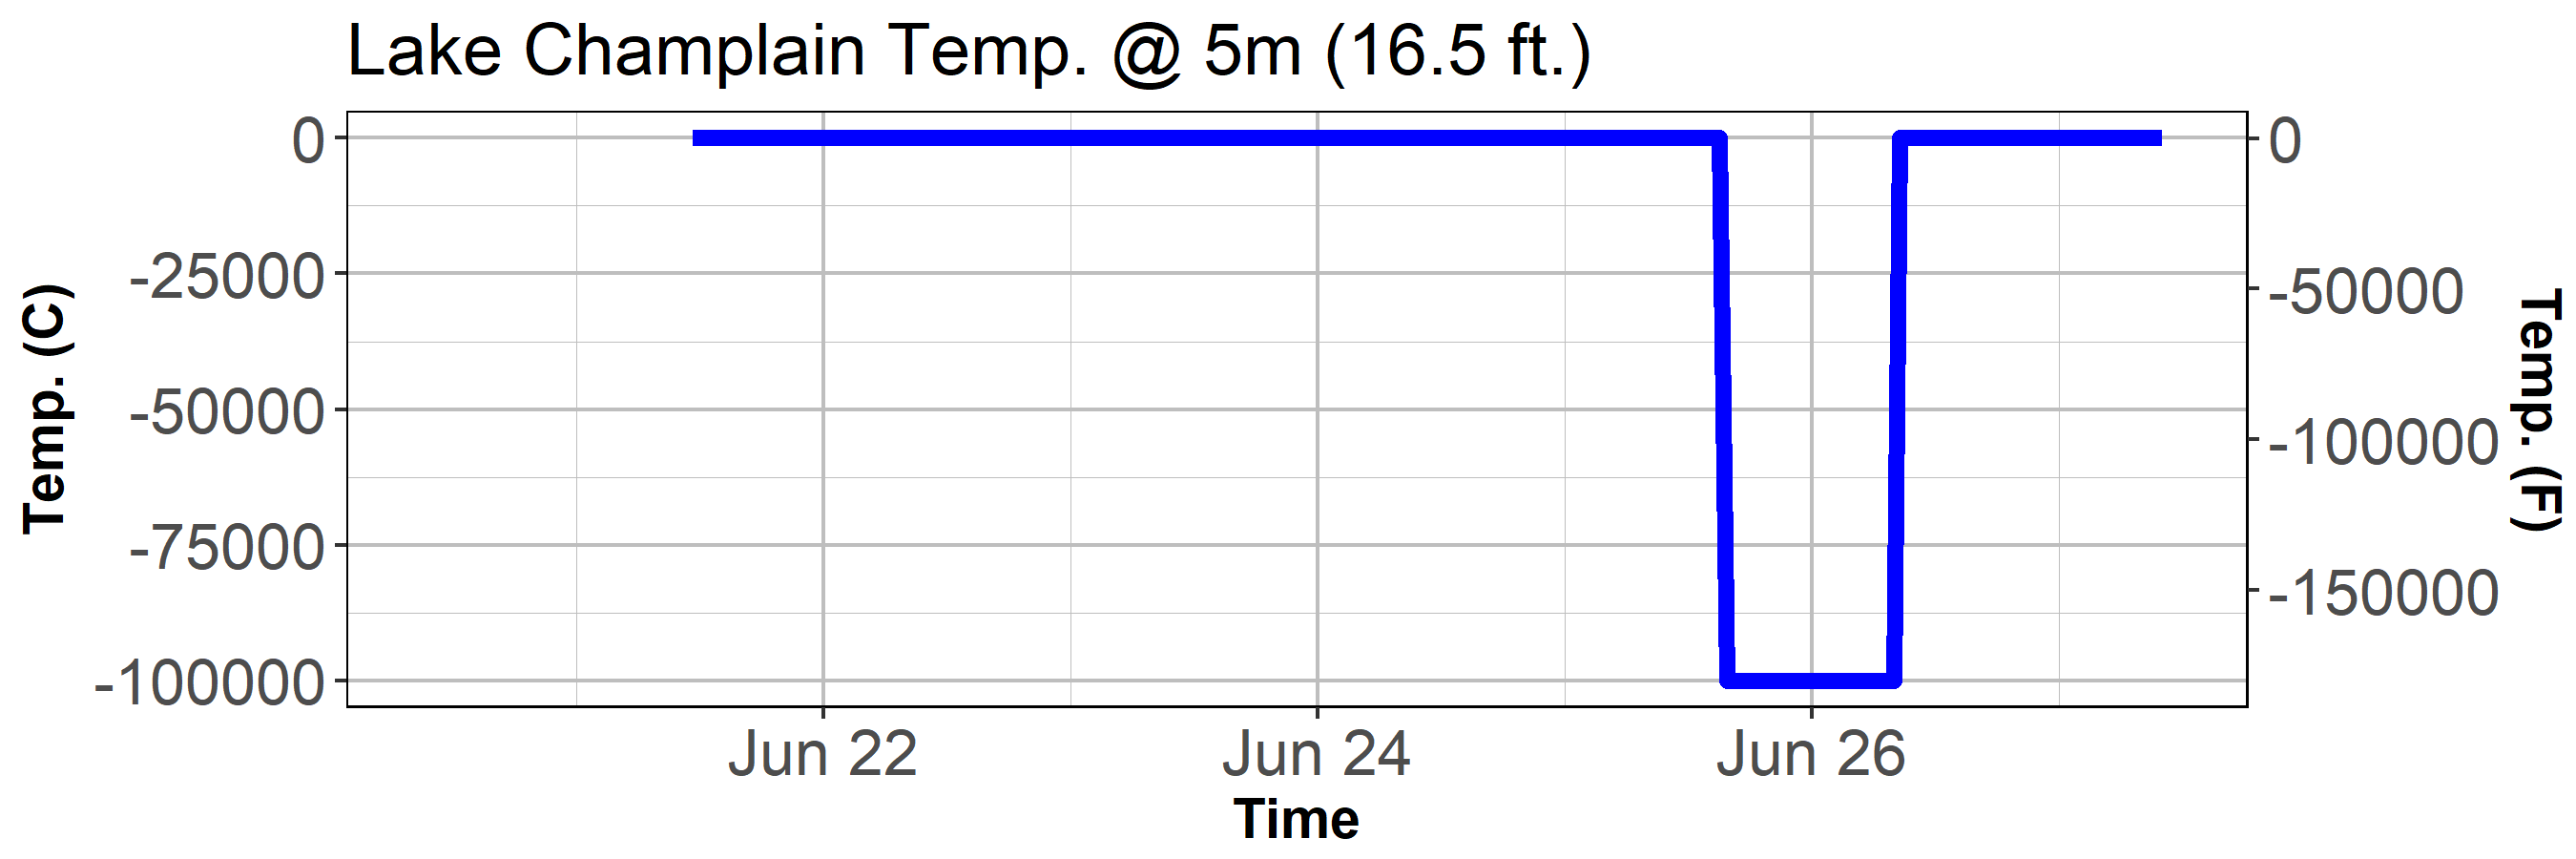 Lake Champlain Temp. @ 5m (16.5 ft.)
Temp. (C)
0
-25000
-50000
-75000
-100000
0
-50000
-100000
-150000
Temp. (F)
Jun 22 Jun 24 Jun 26
Time